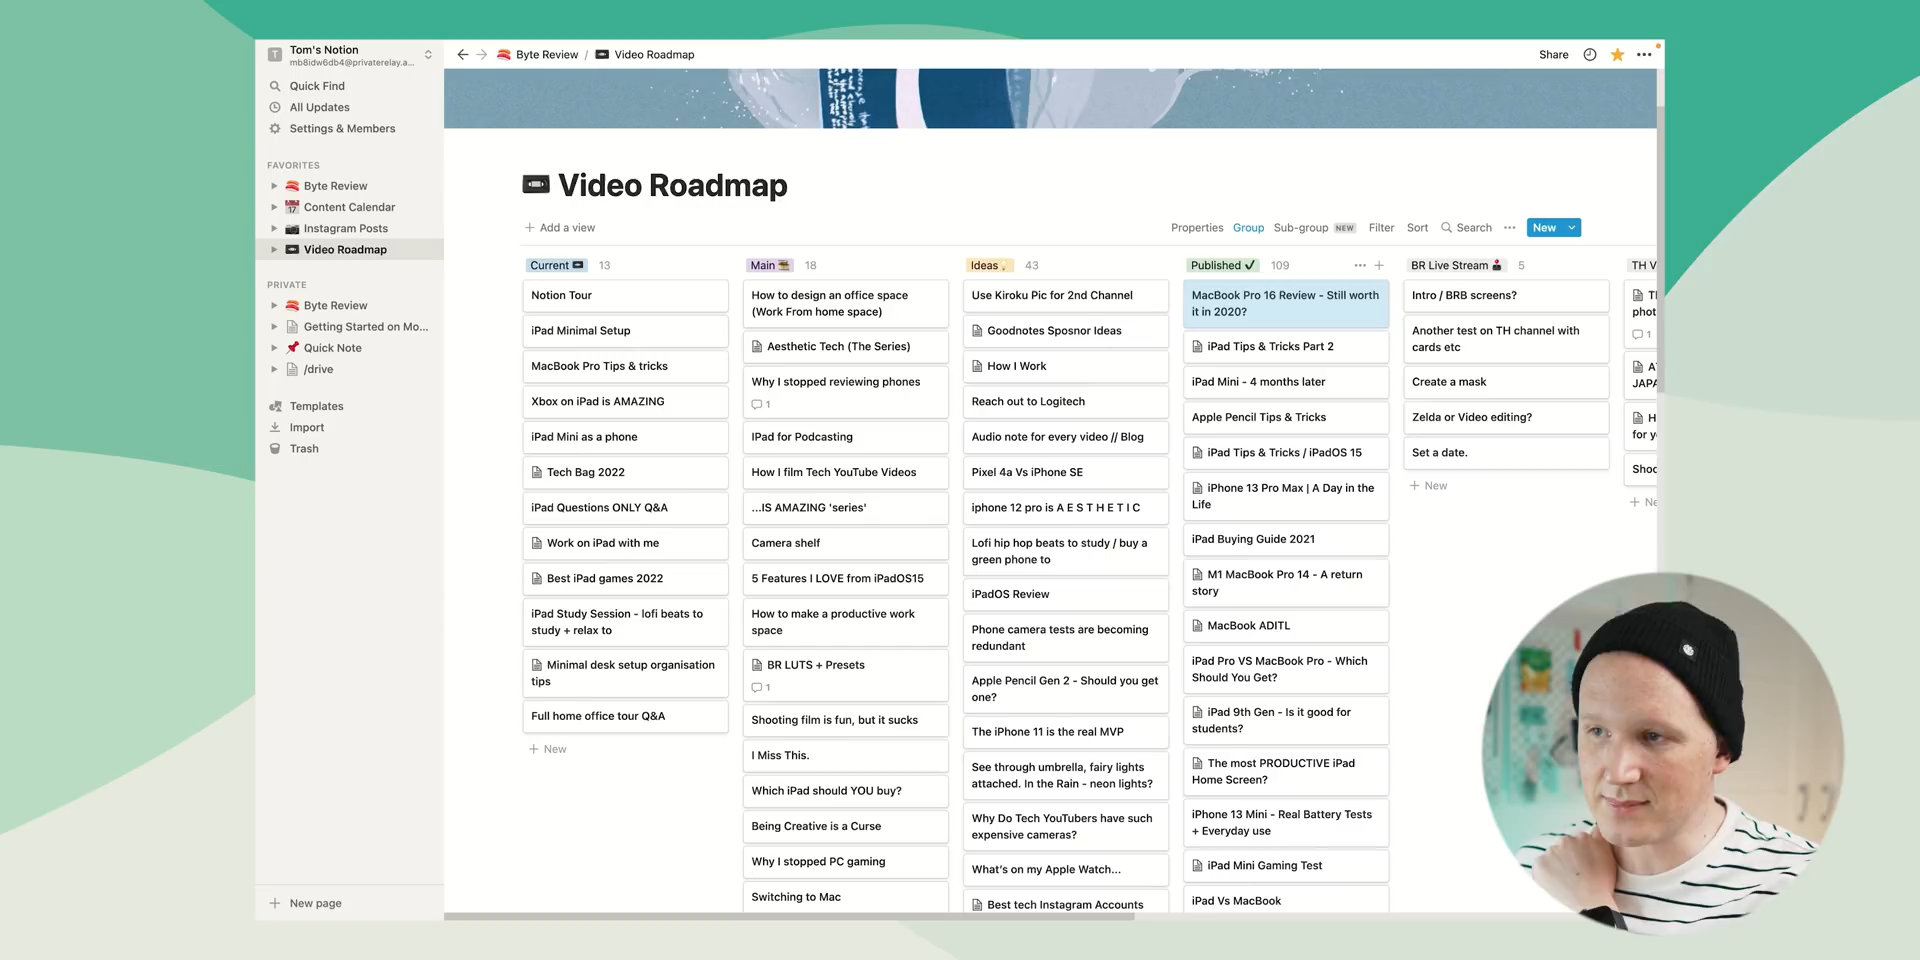 T
Tom's Notion
mb8idw6db4@privaterelay.a...
Quick Find
All Updates
Settings & Members
FAVORITES
Byte Review
Content Calendar
Instagram Posts
Video Roadmap
PRIVATE
Byte Review
Getting Started on Mo...
Quick Note
/drive
Templates
Import
Trash
New page
Byte Review / Video Roadmap
Share
Video Roadmap
Add a view
Properties Group Sub-group NEW Filter Sort Search ... New
Current 13
Notion Tour
iPad Minimal Setup
MacBook Pro Tips & tricks
Xbox on iPad is AMAZING
iPad Mini as a phone
Tech Bag 2022
iPad Questions ONLY Q&A
Work on iPad with me
Best iPad games 2022
iPad Study Session - lofi beats to
study + relax to
Minimal desk setup organisation
tips
Full home office tour Q&A
+ New
Main 18
How to design an office space
(Work From home space)
Aesthetic Tech (The Series)
Why I stopped reviewing phones
1
IPad for Podcasting
How I film Tech YouTube Videos
...IS AMAZING 'series'
Camera shelf
5 Features I LOVE from iPadOS15
How to make a productive work
space
BR LUTS + Presets
1
Shooting film is fun, but it sucks
I Miss This.
Which iPad should YOU buy?
Being Creative is a Curse
Why I stopped PC gaming
Switching to Mac
Ideas 43
Use Kiroku Pic for 2nd Channel
Goodnotes Sposnor Ideas
How I Work
Reach out to Logitech
Audio note for every video // Blog
Pixel 4a Vs iPhone SE
iphone 12 pro is A E S T H E T I C
Lofi hip hop beats to study / buy a
green phone to
iPadOS Review
Phone camera tests are becoming
redundant
Apple Pencil Gen 2 - Should you get
one?
The iPhone 11 is the real MVP
See through umbrella, fairy lights
attached. In the Rain - neon lights?
Why Do Tech YouTubers have such
expensive cameras?
What's on my Apple Watch...
Best tech Instagram Accounts
Published ✓ 109
MacBook Pro 16 Review - Still worth
it in 2020?
iPad Tips & Tricks Part 2
iPad Mini - 4 months later
Apple Pencil Tips & Tricks
iPad Tips & Tricks / iPadOS 15
iPhone 13 Pro Max | A Day in the
Life
iPad Buying Guide 2021
M1 MacBook Pro 14 - A return
story
MacBook ADITL
iPad Pro VS MacBook Pro - Which
Should You Get?
iPad 9th Gen - Is it good for
students?
The most PRODUCTIVE iPad
Home Screen?
iPhone 13 Mini - Real Battery Tests
+ Everyday use
iPad Mini Gaming Test
iPad Vs MacBook
BR Live Stream 5
Intro / BRB screens?
Another test on TH channel with
cards etc
Create a mask
Zelda or Video editing?
Set a date.
+ New
TH V
phot
1
JAPA
for y
Shoo
+ Ne